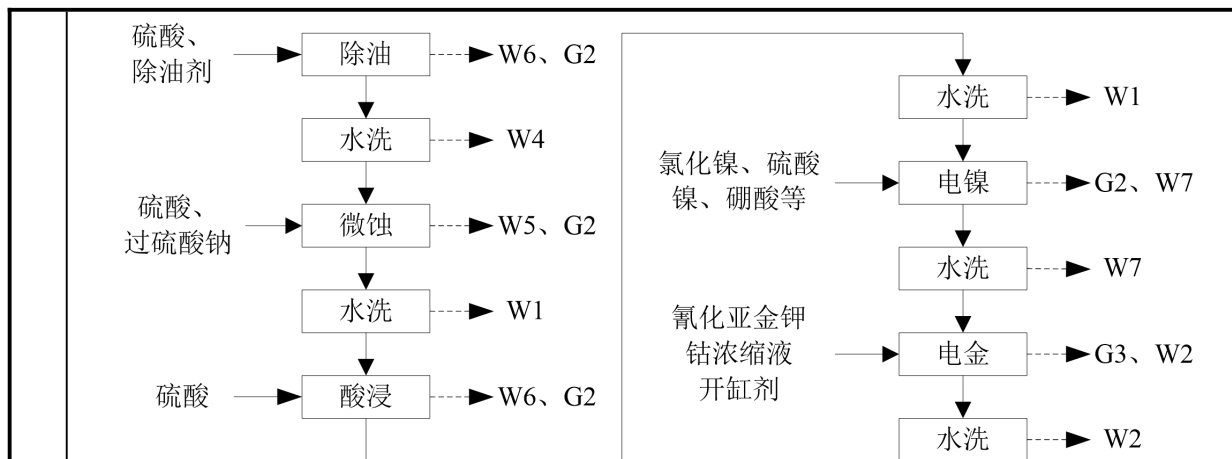 硫酸、
除油剂
除油
W6、G2
水洗
W4
硫酸、
过硫酸钠
微蚀
W5、G2
水洗
W1
硫酸
酸浸
W6、G2
水洗
W1
氯化镍、硫酸
镍、硼酸等
电镍
G2、W7
水洗
W7
氰化亚金钾
钴浓缩液
开缸剂
电金
G3、W2
水洗
W2